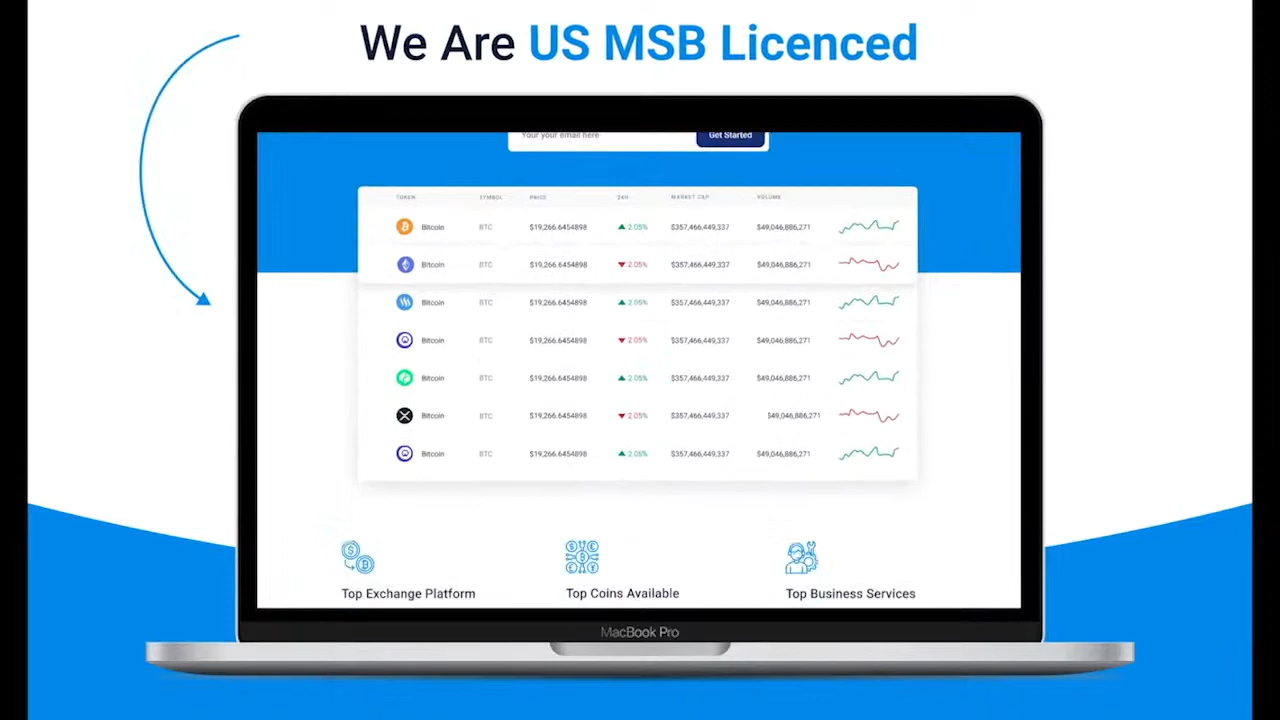 We Are US MSB Licenced
Your your email here Get Started
TOKEN SYMBOL PRICE 24H MARKET CAP VOLUME
Bitcoin BTC $19,266.6454898 2.05% $357,466,449,337 $49,046,886,271
Bitcoin BTC $19,266.6454898 2.05% $357,466,449,337 $49,046,886,271
Bitcoin BTC $19,266.6454898 2.05% $357,466,449,337 $49,046,886,271
Bitcoin BTC $19,266.6454898 2.05% $357,466,449,337 $49,046,886,271
Bitcoin BTC $19,266.6454898 2.05% $357,466,449,337 $49,046,886,271
Bitcoin BTC $19,266.6454898 2.05% $357,466,449,337 $49,046,886,271
Bitcoin BTC $19,266.6454898 2.05% $357,466,449,337 $49,046,886,271
Top Exchange Platform Top Coins Available Top Business Services
MacBook Pro